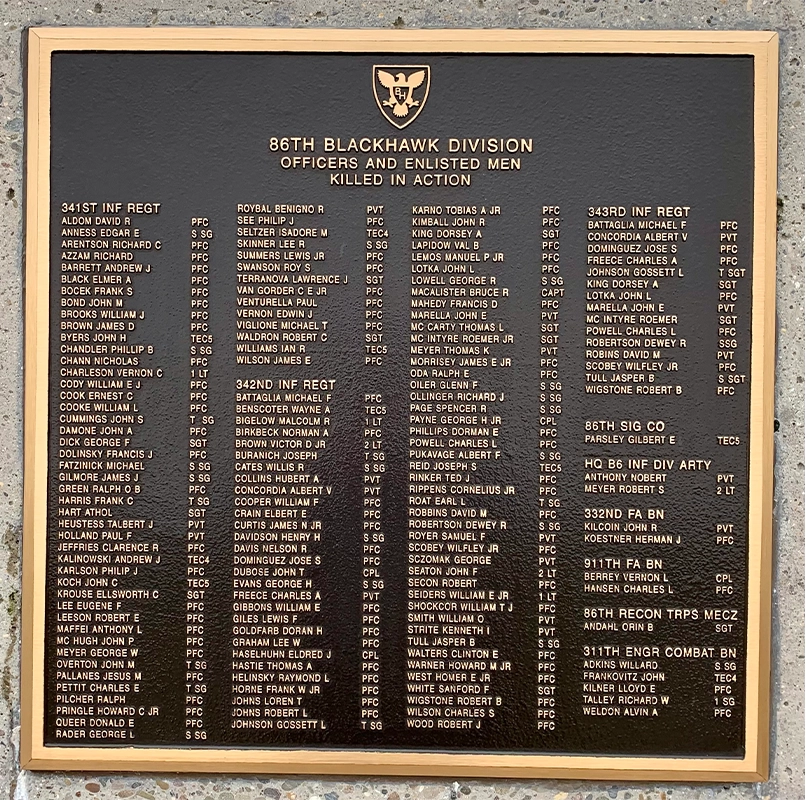 BH
86TH BLACKHAWK DIVISION
OFFICERS AND ENLISTED MEN
KILLED IN ACTION
341ST INF REGT
ALDOM DAVID R PFC
ANNESS EDGAR E S SG
ARENTSON RICHARD C PFC
AZZAM RICHARD PFC
BARRETT ANDREW J PFC
BLACK ELMER A PFC
BOCEK FRANK S PFC
BOND JOHN M PFC
BROOKS WILLIAM J PFC
BROWN JAMES D PFC
BYERS JOHN H TEC5
CHANDLER PHILLIP B S SG
CHANN NICHOLAS PFC
CHARLESON VERNON C 1 LT
CODY WILLIAM E J PFC
COOK ERNEST C PFC
COOKE WILLIAM L PFC
CUMMINGS JOHN S T SG
DAMONE JOHN A PFC
DICK GEORGE F SGT
DOLINSKY FRANCIS J PFC
FATZINICK MICHAEL S SG
GILMORE JAMES J S SG
GREEN RALPH O B PFC
HARRIS FRANK C T SG
HART ATHOL SGT
HEUSTESS TALBERT J PVT
HOLLAND PAUL F PVT
JEFFRIES CLARENCE R PFC
KALINOWSKI ANDREW J TEC4
KARLSON PHILIP J PFC
KOCH JOHN C TEC5
KROUSE ELLSWORTH C SGT
LEE EUGENE F PFC
LEESON ROBERT E PFC
MAFFEI ANTHONY L PFC
MC HUGH JOHN P PFC
MEYER GEORGE W PFC
OVERTON JOHN M T SG
PALLANES JESUS M PFC
PETTIT CHARLES E T SG
PILCHER RALPH PFC
PRINGLE HOWARD C JR PFC
QUEER DONALD E PFC
RADER GEORGE L S SG
ROYBAL BENIGNO R PVT
SEE PHILIP J PFC
SELTZER ISADORE M TEC4
SKINNER LEE R S SG
SUMMERS LEWIS JR PFC
SWANSON ROY S PFC
TERRANOVA LAWRENCE J SGT
VAN GORDER C E JR PFC
VENTURELLA PAUL PFC
VERNON EDWIN J PFC
VIGLIONE MICHAEL T PFC
WALDRON ROBERT C SGT
WILLIAMS IAN R TEC5
WILSON JAMES E PFC
342ND INF REGT
BATTAGLIA MICHAEL F PFC
BENSCOTER WAYNE A TEC5
BIGELOW MALCOLM R 1 LT
BIRKBECK NORMAN A PFC
BROWN VICTOR D JR 2 LT
BURANICH JOSEPH T SG
CATES WILLIS R S SG
COLLINS HUBERT A PVT
CONCORDIA ALBERT V PVT
COOPER WILLIAM F PFC
CRAIN ELBERT E PFC
CURTIS JAMES N JR PFC
DAVIDSON HENRY H S SG
DAVIS NELSON R PFC
DOMINGUEZ JOSE S PFC
DUBOSE JOHN T CPL
EVANS GEORGE H S SG
FREECE CHARLES A PVT
GIBBONS WILLIAM E PFC
GILES LEWIS F PFC
GOLDFARB DORAN H PFC
GRAHAM LEE W PFC
HASELHUHN ELDRED J CPL
HASTIE THOMAS A PFC
HELINSKY RAYMOND L PFC
HORNE FRANK W JR PFC
JOHNS LOREN T PFC
JOHNS ROBERT L PFC
JOHNSON GOSSETT L T SG
KARNO TOBIAS A JR PFC
KIMBALL JOHN R PFC
KING DORSEY A SGT
LAPIDOW VAL B PFC
LEMOS MANUEL P JR PFC
LOTKA JOHN L PFC
LOWELL GEORGE R S SG
MACALISTER BRUCE R CAPT
MAHEDY FRANCIS D PFC
MARELLA JOHN E PVT
MC CARTY THOMAS L SGT
MC INTYRE ROEMER JR SGT
MEYER THOMAS K PVT
MORRISEY JAMES E JR PFC
ODA RALPH E PFC
OILER GLENN F S SG
OLLINGER RICHARD J S SG
PAGE SPENCER R S SG
PAYNE GEORGE H JR CPL
PHILLIPS DORMAN E PFC
POWELL CHARLES L PFC
PUKAVAGE ALBERT F S SG
REID JOSEPH S TEC5
RINKER TED J PFC
RIPPENS CORNELIUS JR PFC
ROAT EARL L T SG
ROBBINS DAVID M PFC
ROBERTSON DEWEY R S SG
ROYER SAMUEL F PVT
SCOBEY WILFLEY JR PFC
SCZOMAK GEORGE PVT
SEATON JOHN F 2 LT
SECON ROBERT PFC
SEIDERS WILLIAM E JR 1 LT
SHOCKCOR WILLIAM T J PFC
SMITH WILLIAM O PVT
STRITE KENNETH I PVT
TULL JASPER B S SG
WALTERS CLINTON E PFC
WARNER HOWARD M JR PFC
WEST HOMER E JR PFC
WHITE SANFORD F SGT
WIGSTONE ROBERT B PFC
WILSON CHARLES S PFC
WOOD ROBERT J PFC
343RD INF REGT
BATTAGLIA MICHAEL F PFC
CONCORDIA ALBERT V PVT
DOMINGUEZ JOSE S PFC
FREECE CHARLES A PFC
JOHNSON GOSSETT L T SGT
KING DORSEY A SGT
LOTKA JOHN L PFC
MARELLA JOHN E PVT
MC INTYRE ROEMER SGT
POWELL CHARLES L PFC
ROBERTSON DEWEY R SSG
ROBINS DAVID M PVT
SCOBEY WILFLEY JR PFC
TULL JASPER B S SGT
WIGSTONE ROBERT B PFC
86TH SIG CO
PARSLEY GILBERT E TEC5
HQ B6 INF DIV ARTY
ANTHONY NOBERT PVT
MEYER ROBERT S 2 LT
332ND FA BN
KILCOIN JOHN R PVT
KOESTNER HERMAN J PFC
911TH FA BN
BERREY VERNON L CPL
HANSEN CHARLES L PFC
86TH RECON TRPS MECZ
ANDAHL ORIN B SGT
311TH ENGR COMBAT BN
ADKINS WILLARD S SG
FRANKOVITZ JOHN TEC4
KILNER LLOYD E PFC
TALLEY RICHARD W 1 SG
WELDON ALVIN A PFC